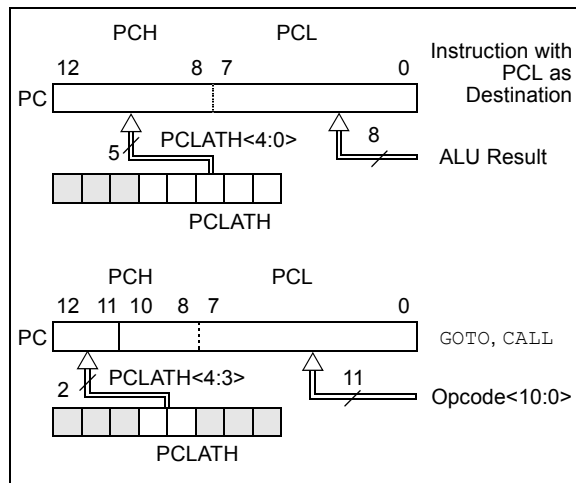 PCH PCL
12 8 7 0
Instruction with
PCL as
Destination
PC
5 PCLATH<4:0> 8
ALU Result
PCLATH
PCH PCL
12 11 10 8 7 0
PC
GOTO, CALL
2 PCLATH<4:3> 11
Opcode<10:0>
PCLATH